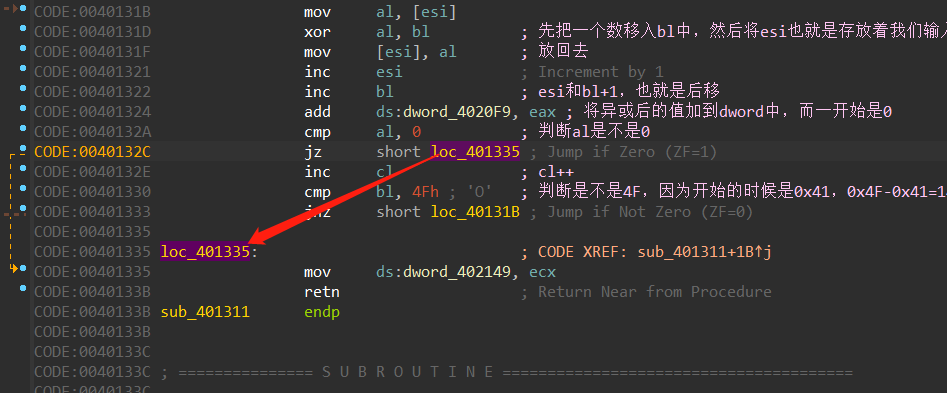 CODE:0040131B mov al, [esi]
CODE:0040131D xor al, bl ; 先把一个数移入bl中，然后将esi也就是存放着我们输入
CODE:0040131F mov [esi], al ; 放回去
CODE:00401321 inc esi ; Increment by 1
CODE:00401322 inc bl ; esi和bl+1，也就是后移
CODE:00401324 add ds:dword_4020F9, eax ; 将异或后的值加到dword中，而一开始是0
CODE:0040132A cmp al, 0 ; 判断al是不是0
CODE:0040132C jz short loc_401335 ; Jump if Zero (ZF=1)
CODE:0040132E inc cl ; cl++
CODE:00401330 cmp bl, 4Fh ; 'O' ; 判断是不是4F，因为开始的时候是0x41，0x4F-0x41=1
CODE:00401333 jnz short loc_40131B ; Jump if Not Zero (ZF=0)
CODE:00401335
CODE:00401335 loc_401335: ; CODE XREF: sub_401311+1B↑j
CODE:00401335 mov ds:dword_402149, ecx
CODE:0040133B retn ; Return Near from Procedure
CODE:0040133B sub_401311 endp
CODE:0040133B
CODE:0040133C
CODE:0040133C ; =============== S U B R O U T I N E =======================================
CODE:0040133C